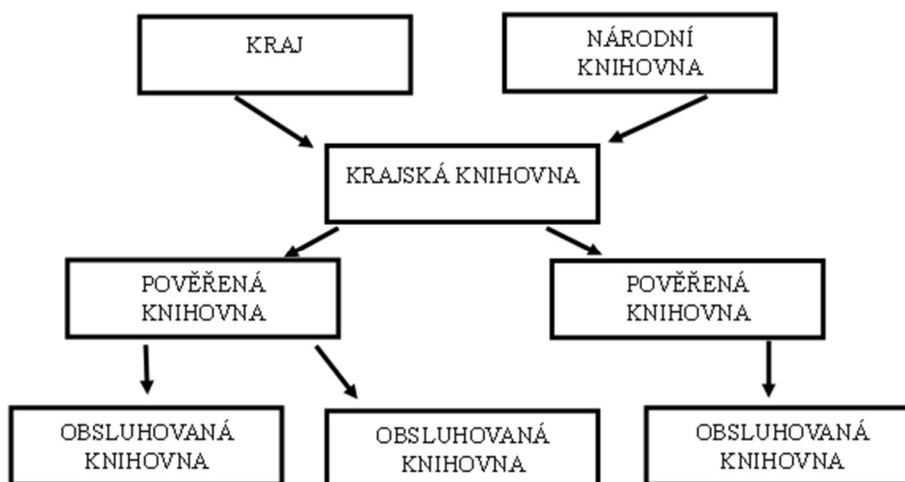 KRAJ
NÁRODNÍ
KNIHOVNA
KRAJSKÁ KNIHOVNA
POVĚŘENÁ
KNIHOVNA
POVĚŘENÁ
KNIHOVNA
OBSLUHOVANÁ
KNIHOVNA
OBSLUHOVANÁ
KNIHOVNA
OBSLUHOVANÁ
KNIHOVNA